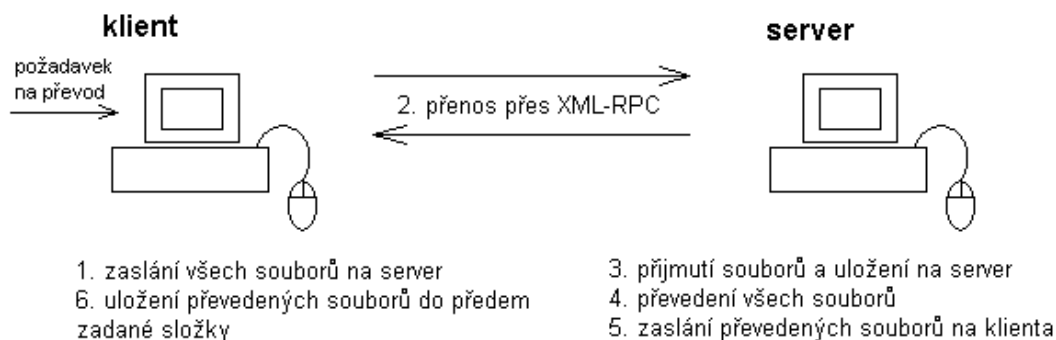 klient
server
požadavek
na převod
2. přenos přes XML-RPC
1. zaslání všech souborů na server
6. uložení převedených souborů do předem
zadané složky
3. přijmutí souborů a uložení na server
4. převedení všech souborů
5. zaslání převedených souborů na klienta